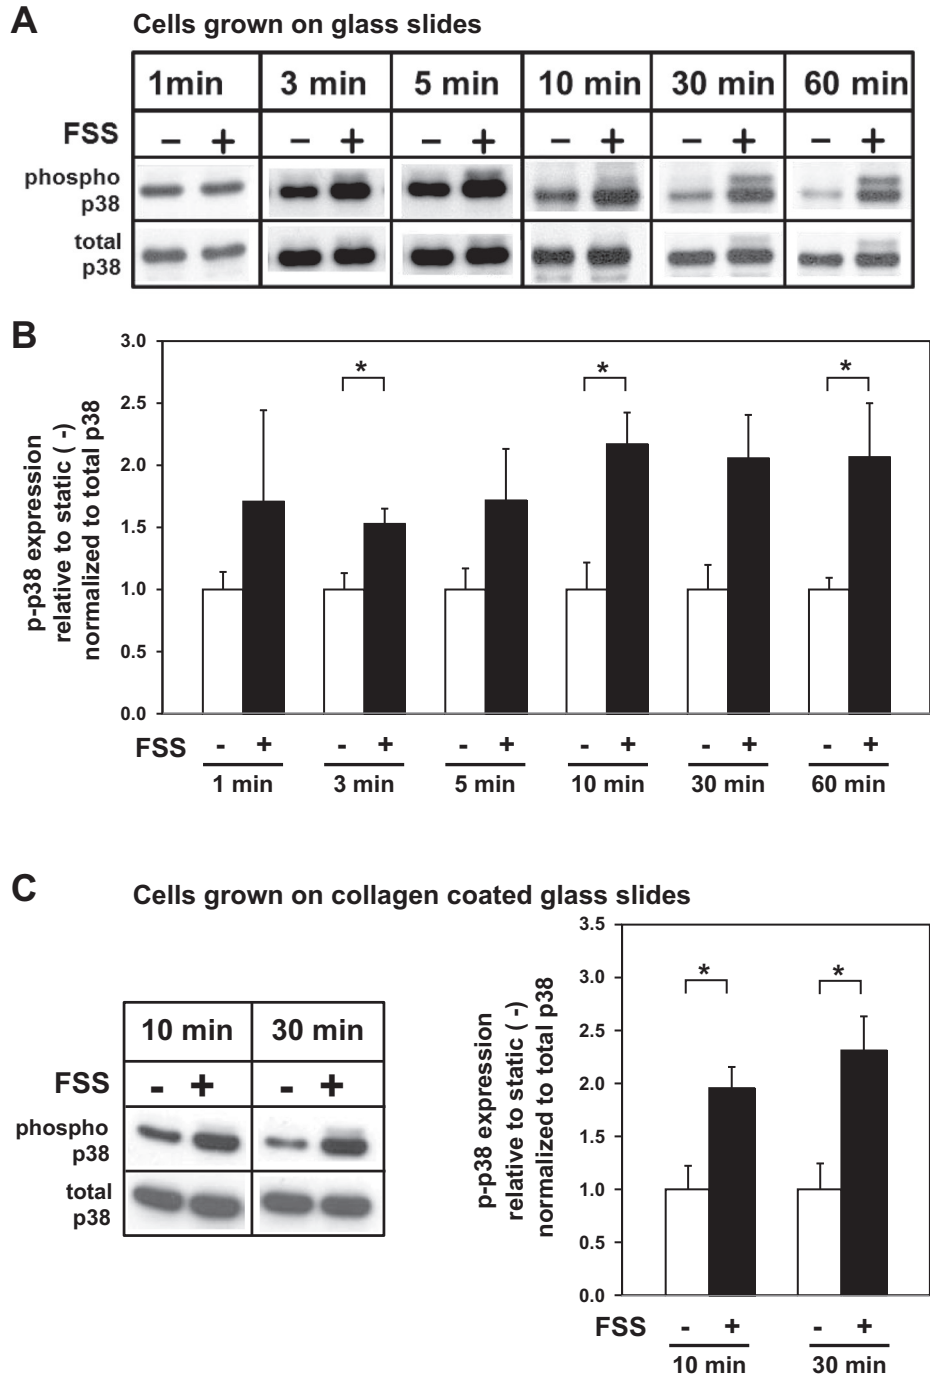 A
Cells grown on glass slides
1min 3 min 5 min 10 min 30 min 60 min
FSS − + − + − + − + − + − +
phospho
p38
total
p38
B
p-p38 expression
relative to static ( -)
normalized to total p38
3.0
2.5
2.0
1.5
1.0
0.5
0.0
* * *
FSS - + - + - + - + - + - +
1 min 3 min 5 min 10 min 30 min 60 min
C
Cells grown on collagen coated glass slides
10 min 30 min
FSS - + - +
phospho
p38
total
p38
p-p38 expression
relative to static ( -)
normalized to total p38
3.5
3.0
2.5
2.0
1.5
1.0
0.5
0.0
* *
FSS - + - +
10 min 30 min